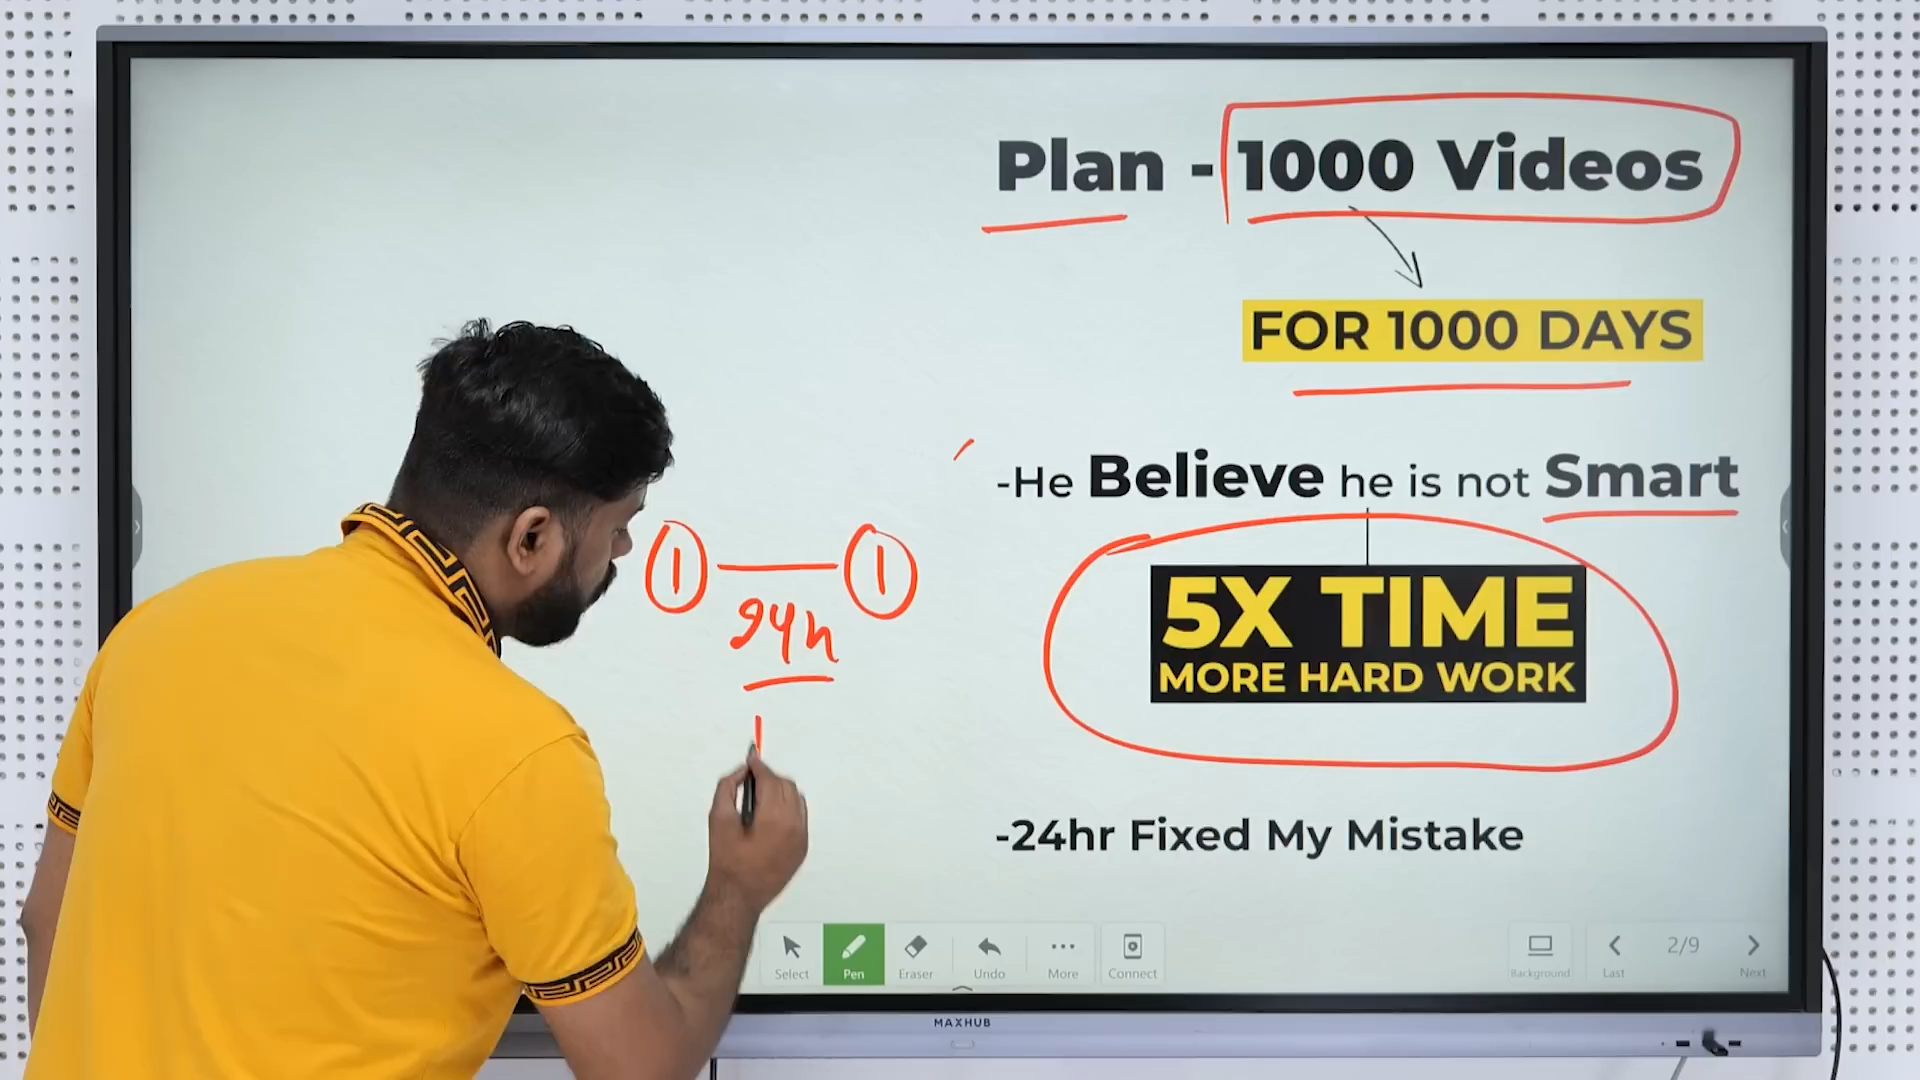 Plan - 1000 Videos
FOR 1000 DAYS
-He Believe he is not Smart
5X TIME
MORE HARD WORK
1 1
24h
-24hr Fixed My Mistake
Select Pen Eraser Undo More Connect
Background Last 2/9 Next
MAXHUB